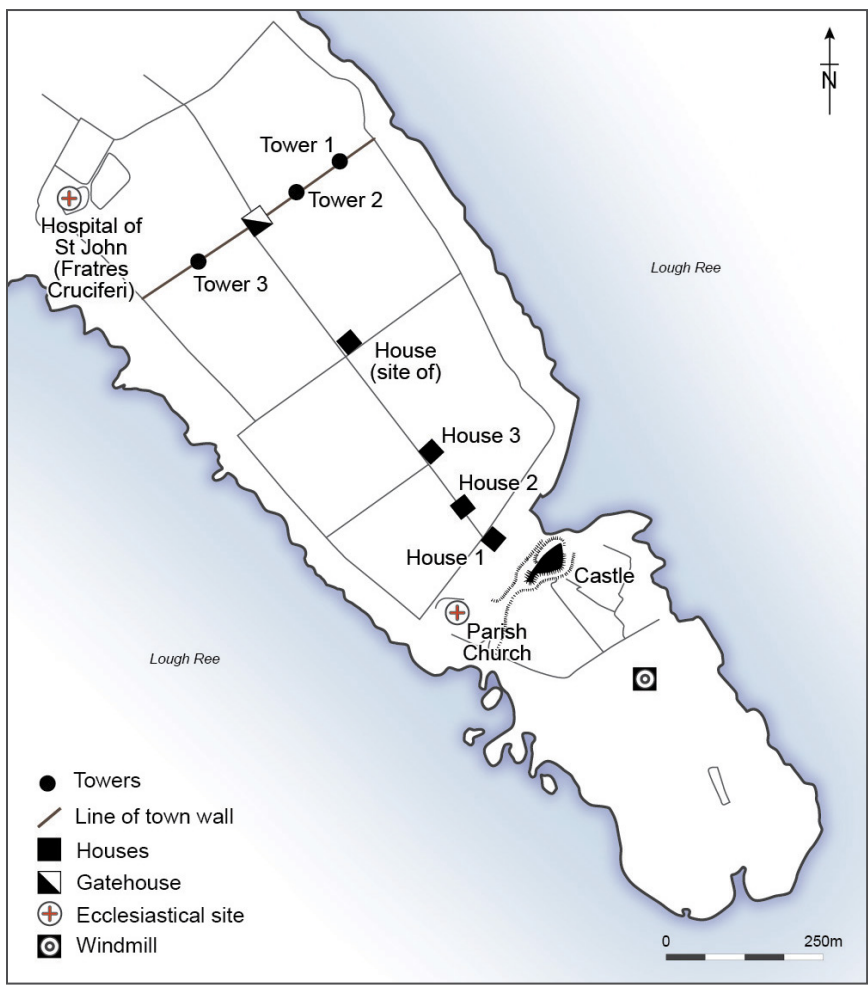 N
Tower 1
Tower 2
Hospital of
St John
(Fratres
Cruciferi)
Tower 3
Lough Ree
House
(site of)
House 3
House 2
House 1
Castle
Parish
Church
Lough Ree
Towers
Line of town wall
Houses
Gatehouse
Ecclesiastical site
Windmill
0 250m